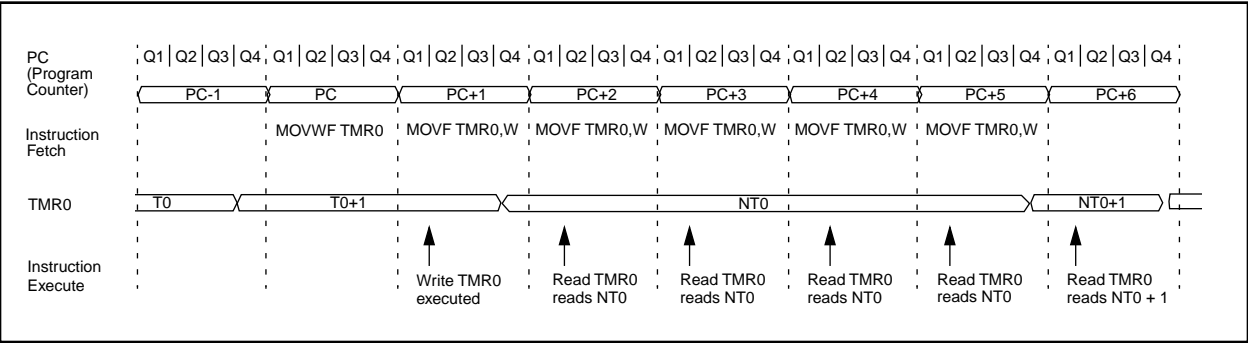 PC (Program Counter)
Q1 Q2 Q3 Q4 Q1 Q2 Q3 Q4 Q1 Q2 Q3 Q4 Q1 Q2 Q3 Q4 Q1 Q2 Q3 Q4 Q1 Q2 Q3 Q4 Q1 Q2 Q3 Q4 Q1 Q2 Q3 Q4
PC-1 PC PC+1 PC+2 PC+3 PC+4 PC+5 PC+6
Instruction Fetch
MOVWF TMR0 MOVF TMR0,W MOVF TMR0,W MOVF TMR0,W MOVF TMR0,W MOVF TMR0,W
TMR0
T0 T0+1 NT0 NT0+1
Instruction Execute
Write TMR0 executed
Read TMR0 reads NT0
Read TMR0 reads NT0
Read TMR0 reads NT0
Read TMR0 reads NT0
Read TMR0 reads NT0 + 1